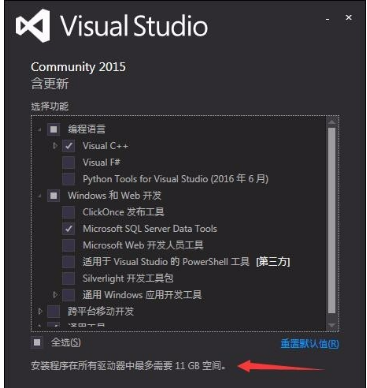 Visual Studio
Community 2015
含更新
选择功能
编程语言
Visual C++
Visual F#
Python Tools for Visual Studio (2016 年 6 月)
Windows 和 Web 开发
ClickOnce 发布工具
Microsoft SQL Server Data Tools
Microsoft Web 开发人员工具
适用于 Visual Studio 的 PowerShell 工具 [第三方]
Silverlight 开发工具包
通用 Windows 应用开发工具
跨平台移动开发
通用工具
全选(S)
重置默认值(R)
安装程序在所有驱动器中最多需要 11 GB 空间。